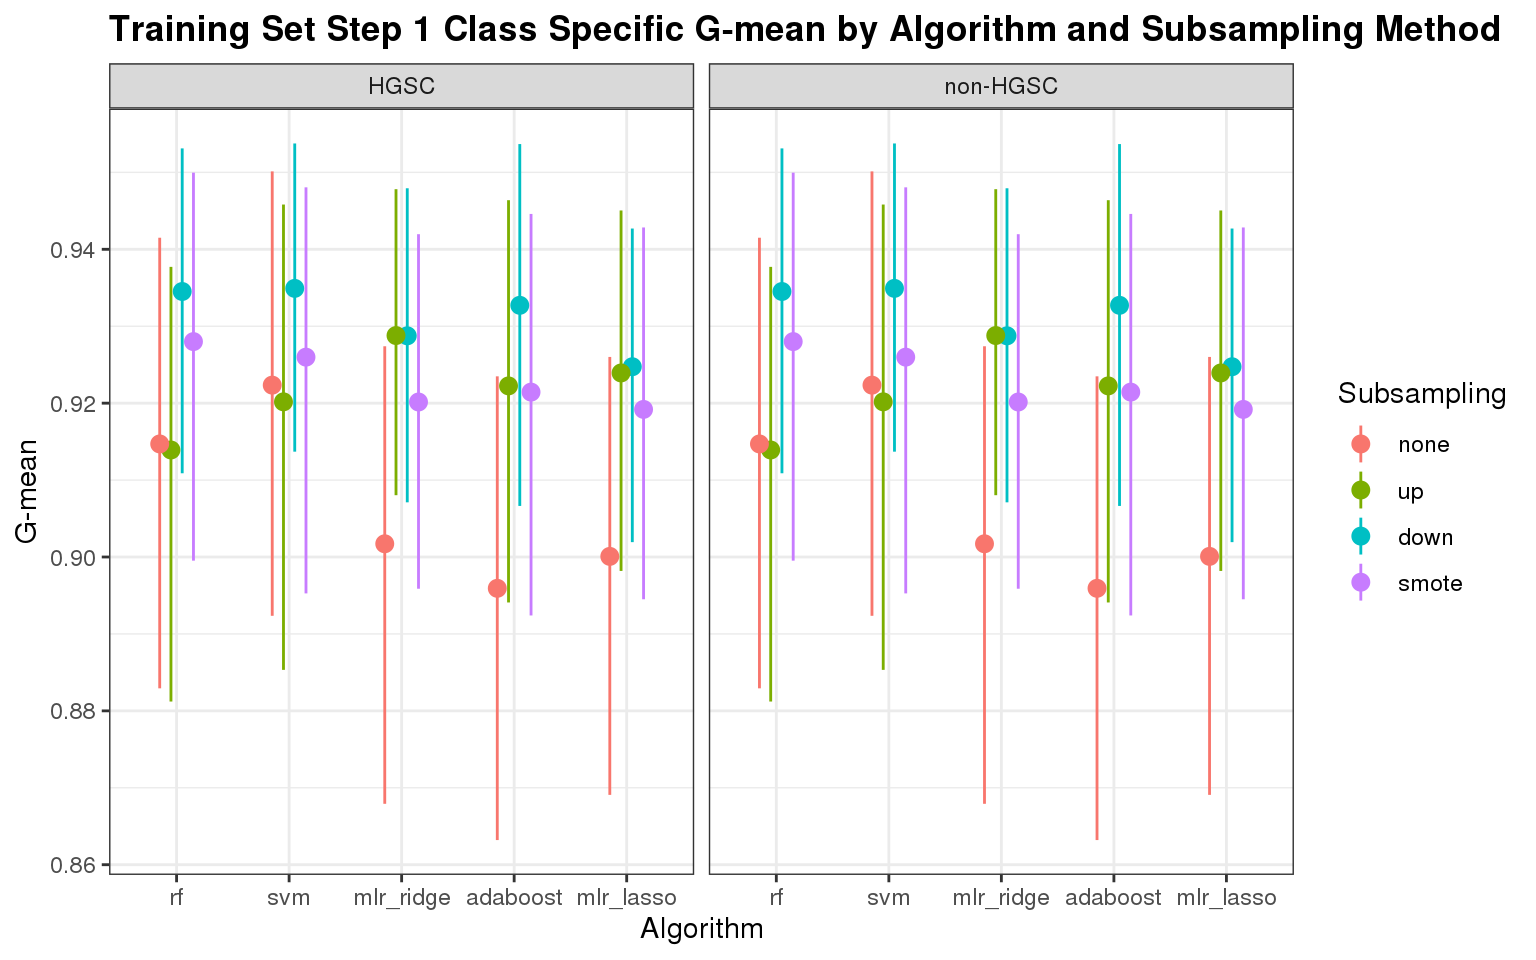 Training Set Step 1 Class Specific G-mean by Algorithm and Subsampling Method
HGSC
non-HGSC
G-mean
0.94
0.92
0.90
0.88
0.86
rf svm mlr_ridge adaboost mlr_lasso
rf svm mlr_ridge adaboost mlr_lasso
Algorithm
Subsampling
none
up
down
smote